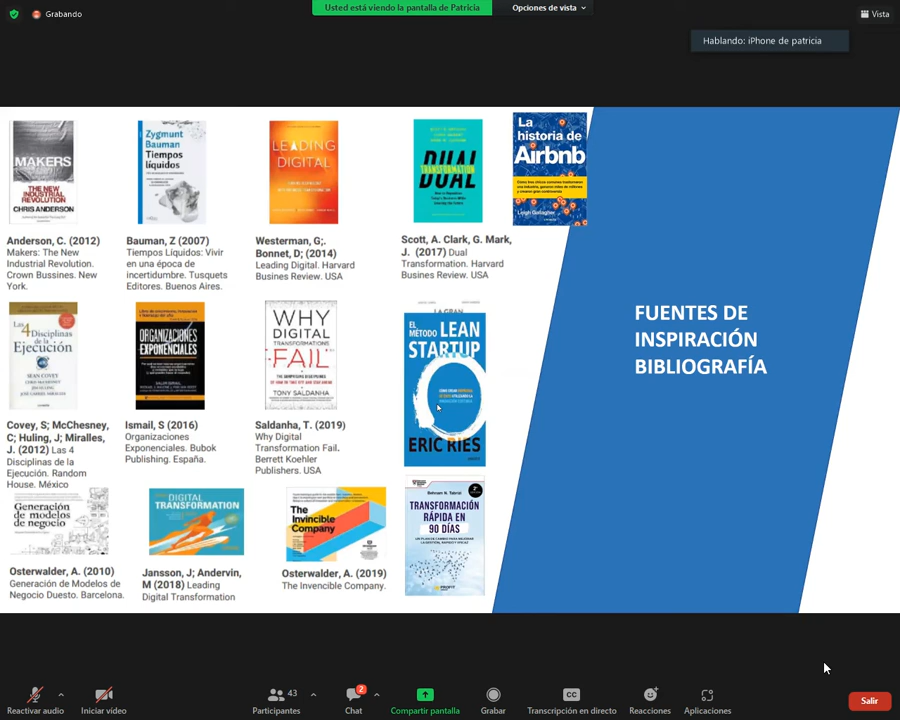 Grabando
Usted está viendo la pantalla de Patricia
Opciones de vista
Vista
Hablando: iPhone de patricia
MAKERS
THE NEW
INDUSTRIAL
REVOLUTION
CHRIS ANDERSON
Zygmunt
Bauman
Tiempos
líquidos
LEADING
DIGITAL
DUAL
TRANSFORMATION
La
historia de
Airbnb
Leigh Gallagher
Anderson, C. (2012)
Makers: The New
Industrial Revolution.
Crown Bussines. New
York.
Bauman, Z (2007)
Tiempos Líquidos: Vivir
en una época de
incertidumbre. Tusquets
Editores. Buenos Aires.
Westerman, G;.
Bonnet, D; (2014)
Leading Digital. Harvard
Busines Review. USA
Scott, A. Clark, G. Mark,
J. (2017) Dual
Transformation. Harvard
Busines Review. USA
FUENTES DE
INSPIRACIÓN
BIBLIOGRAFÍA
Las 4 Disciplinas
de la
Ejecución
SEAN COVEY
ORGANIZACIONES
EXPONENCIALES
WHY
DIGITAL
TRANSFORMATIONS
FAIL
TONY SALDANHA
LA GRAN
EL
MÉTODO LEAN
STARTUP
ERIC RIES
Covey, S; McChesney,
C; Huling, J; Miralles,
J. (2012) Las 4
Disciplinas de la
Ejecución. Random
House. México
Ismail, S (2016)
Organizaciones
Exponenciales. Bubok
Publishing. España.
Saldanha, T. (2019)
Why Digital
Transformation Fail.
Berrett Koehler
Publishers. USA
Generación
de modelos
de negocio
DIGITAL
TRANSFORMATION
The
Invincible
Company
Behnam N. Tabrizi
TRANSFORMACIÓN
RÁPIDA EN
90 DÍAS
Osterwalder, A. (2010)
Generación de Modelos de
Negocio Duesto. Barcelona.
Jansson, J; Andervin,
M (2018) Leading
Digital Transformation
Osterwalder, A. (2019)
The Invencible Company.
Reactivar audio
Iniciar video
Participantes
43
Chat
2
Compartir pantalla
Grabar
CC
Transcripción en directo
Reacciones
Aplicaciones
Salir